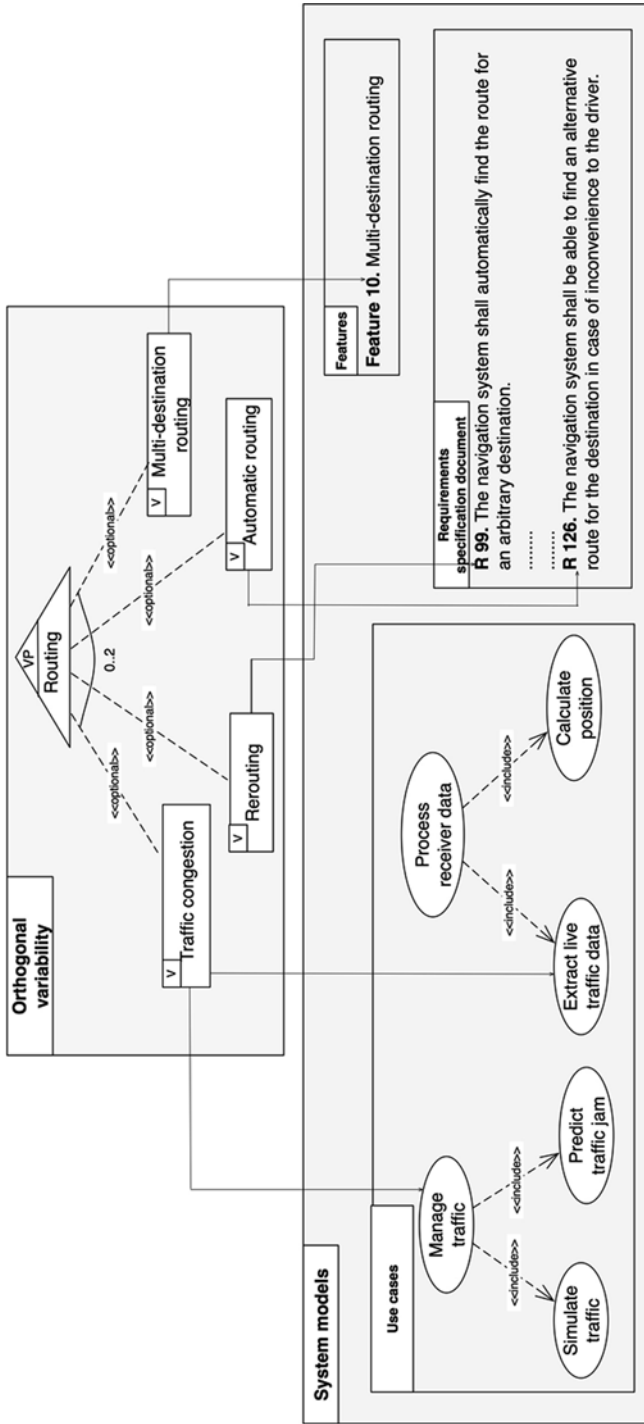 Orthogonal
variability
VP
Routing
0..2
<<optional>>
<<optional>>
<<optional>>
<<optional>>
V
Traffic congestion
V
Rerouting
V
Automatic routing
V
Multi-destination
routing
System models
Use cases
Manage
traffic
<<include>>
<<include>>
Simulate
traffic
Predict
traffic jam
Process
receiver data
<<include>>
<<include>>
Extract live
traffic data
Calculate
position
Features
Feature 10. Multi-destination routing
Requirements
specification document
R 99. The navigation system shall automatically find the route for
an arbitrary destination.
.........
.........
R 126. The navigation system shall be able to find an alternative
route for the destination in case of inconvenience to the driver.